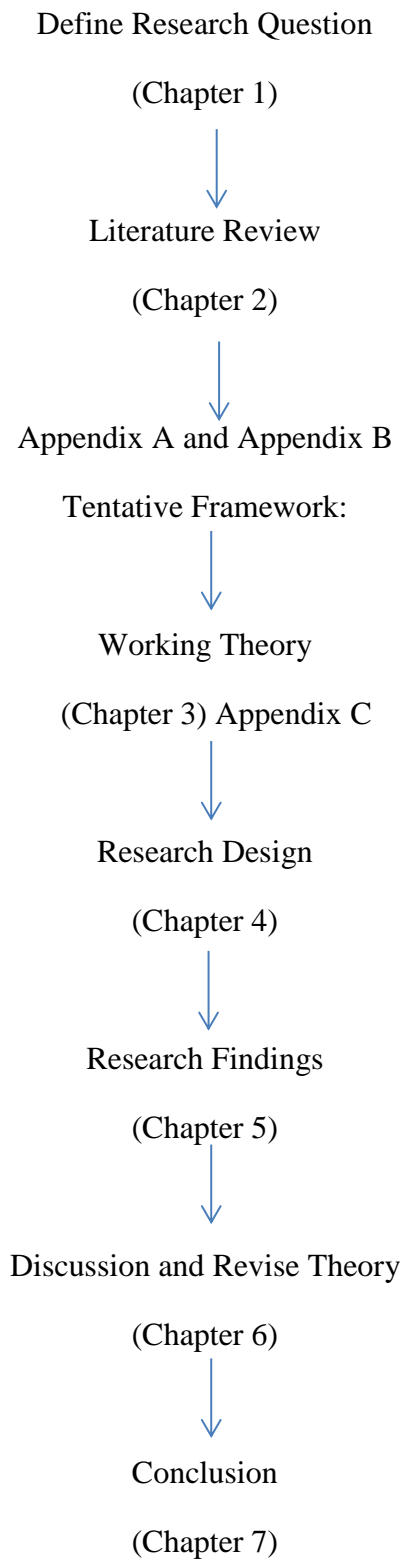 Define Research Question
(Chapter 1)
Literature Review
(Chapter 2)
Appendix A and Appendix B
Tentative Framework:
Working Theory
(Chapter 3) Appendix C
Research Design
(Chapter 4)
Research Findings
(Chapter 5)
Discussion and Revise Theory
(Chapter 6)
Conclusion
(Chapter 7)